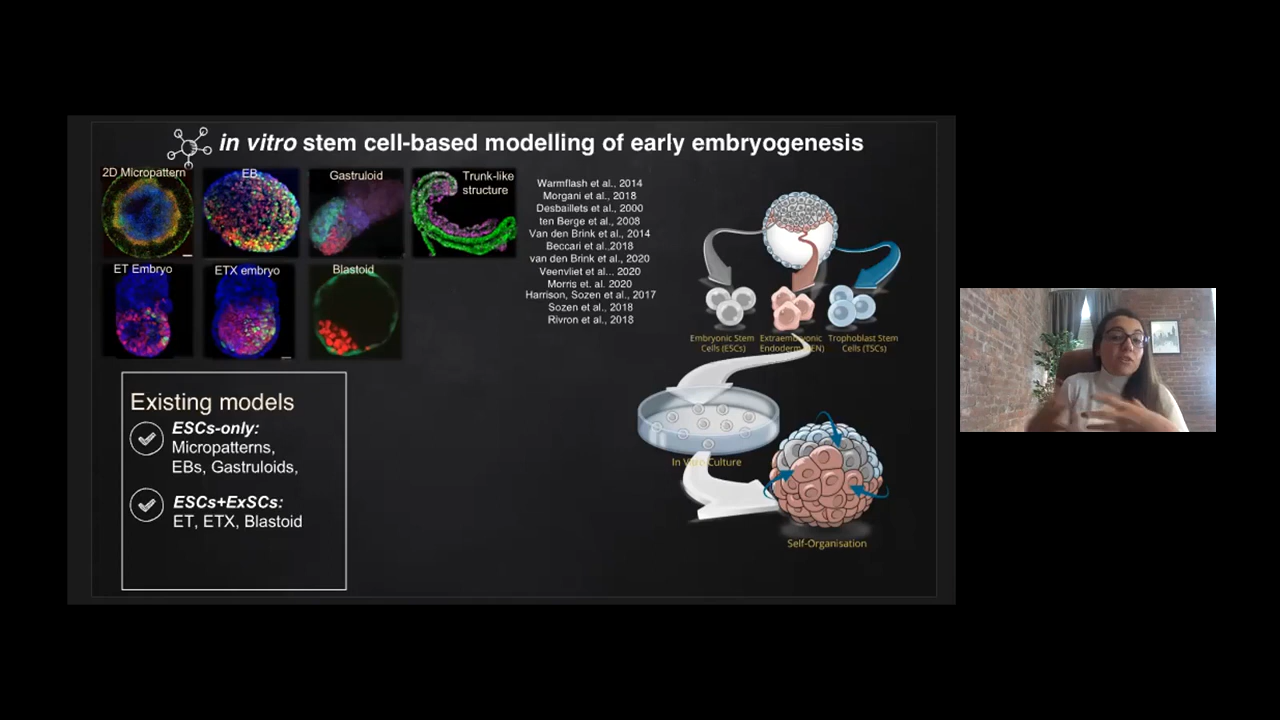 in vitro stem cell-based modelling of early embryogenesis
2D Micropattern
EB
Gastruloid
Trunk-like
structure
ET Embryo
ETX embryo
Blastoid
Warmflash et al., 2014
Morgani et al., 2018
Desbaillets et al., 2000
ten Berge et al., 2008
Van den Brink et al., 2014
Beccari et al.,2018
van den Brink et al., 2020
Veenvliet et al... 2020
Morris et. al. 2020
Harrison, Sozen et al., 2017
Sozen et al., 2018
Rivron et al., 2018
Embryonic Stem
Cells (ESCs)
Extraembryonic
Endoderm
Trophoblast Stem
Cells (TSCs)
In Vitro Culture
Self-Organisation
Existing models
ESCs-only:
Micropatterns,
EBs, Gastruloids,
ESCs+ExSCs:
ET, ETX, Blastoid